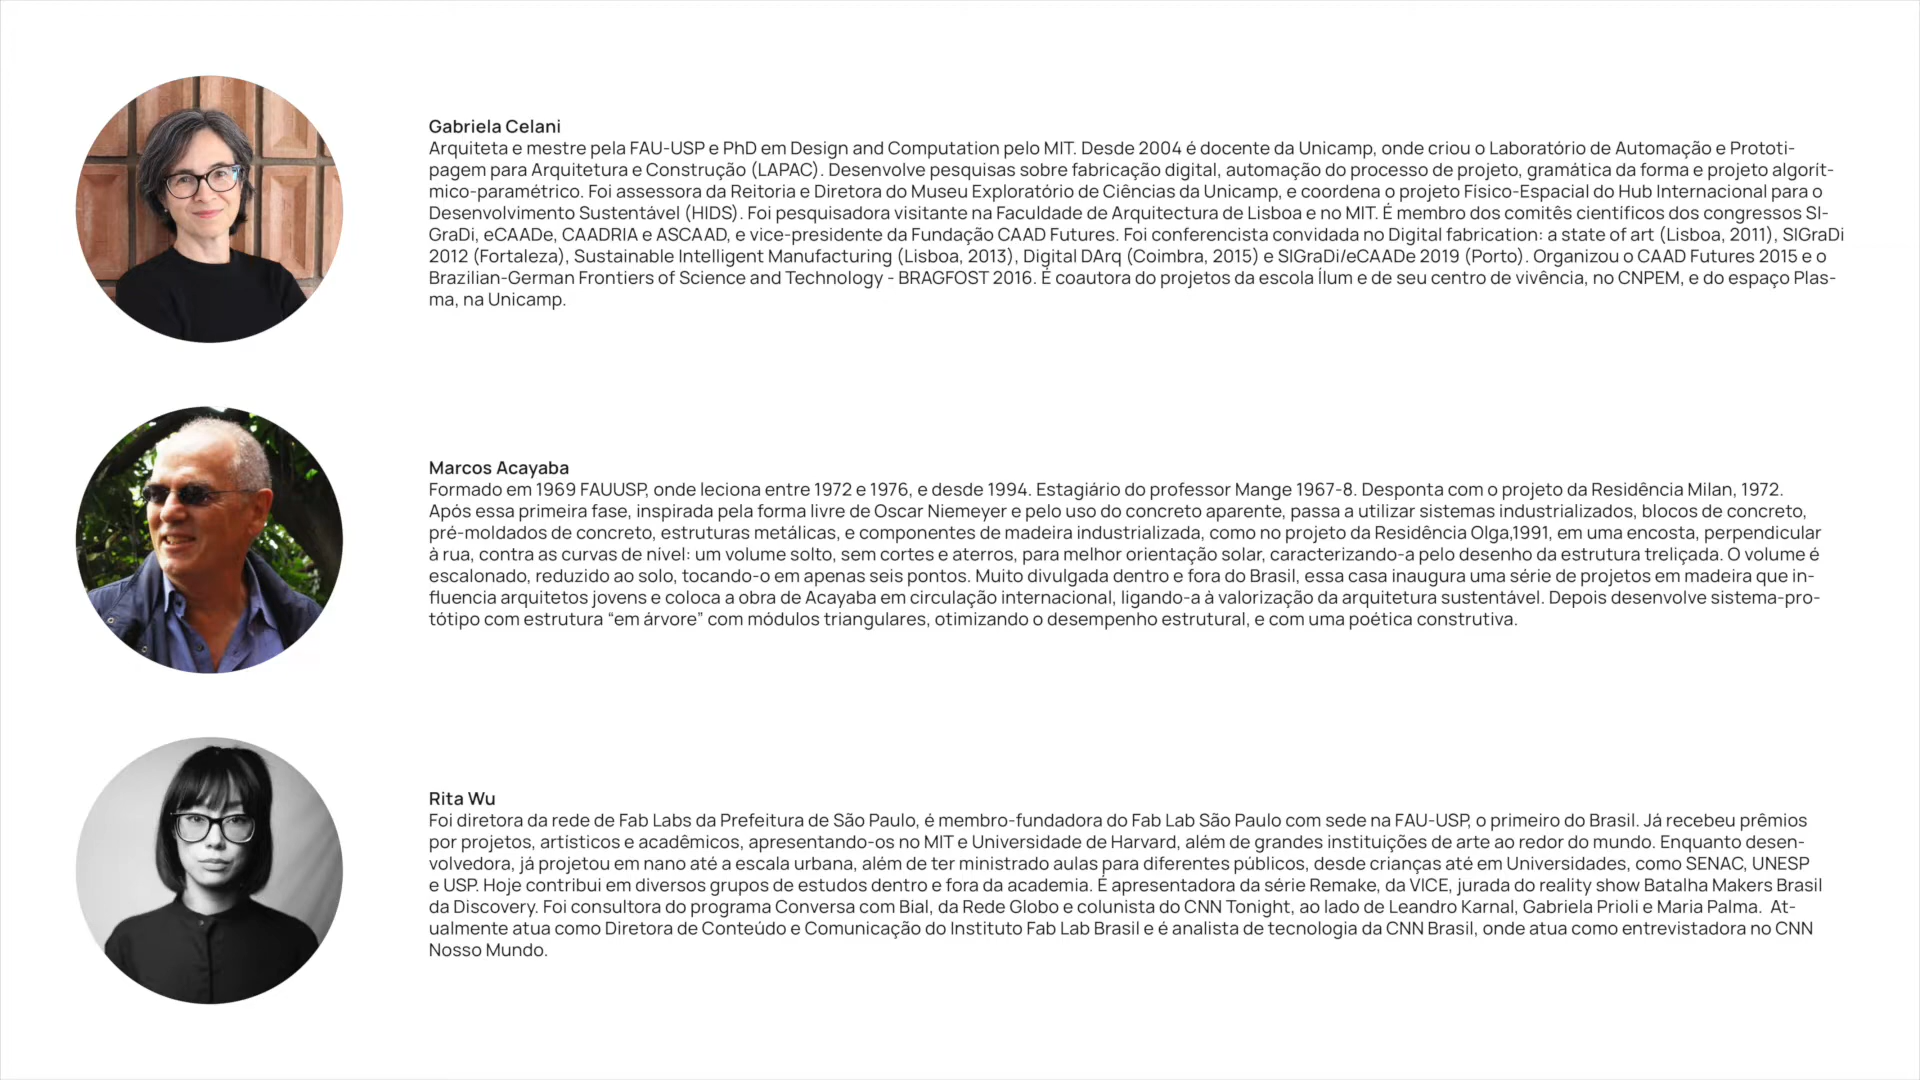 Gabriela Celani
Arquiteta e mestre pela FAU-USP e PhD em Design and Computation pelo MIT. Desde 2004 é docente da Unicamp, onde criou o Laboratório de Automação e Prototi-
pagem para Arquitetura e Construção (LAPAC). Desenvolve pesquisas sobre fabricação digital, automação do processo de projeto, gramática da forma e projeto algorít-
mico-paramétrico. Foi assessora da Reitoria e Diretora do Museu Exploratório de Ciências da Unicamp, e coordena o projeto Físico-Espacial do Hub Internacional para o
Desenvolvimento Sustentável (HIDS). Foi pesquisadora visitante na Faculdade de Arquitectura de Lisboa e no MIT. É membro dos comitês científicos dos congressos SI-
GraDi, eCAADe, CAADRIA e ASCAAD, e vice-presidente da Fundação CAAD Futures. Foi conferencista convidada no Digital fabrication: a state of art (Lisboa, 2011), SIGraDi
2012 (Fortaleza), Sustainable Intelligent Manufacturing (Lisboa, 2013), Digital DArq (Coimbra, 2015) e SIGraDi/eCAADe 2019 (Porto). Organizou o CAAD Futures 2015 e o
Brazilian-German Frontiers of Science and Technology - BRAGFOST 2016. É coautora do projetos da escola Ílum e de seu centro de vivência, no CNPEM, e do espaço Plas-
ma, na Unicamp.
Marcos Acayaba
Formado em 1969 FAUUSP, onde leciona entre 1972 e 1976, e desde 1994. Estagiário do professor Mange 1967-8. Desponta com o projeto da Residência Milan, 1972.
Após essa primeira fase, inspirada pela forma livre de Oscar Niemeyer e pelo uso do concreto aparente, passa a utilizar sistemas industrializados, blocos de concreto,
pré-moldados de concreto, estruturas metálicas, e componentes de madeira industrializada, como no projeto da Residência Olga,1991, em uma encosta, perpendicular
à rua, contra as curvas de nível: um volume solto, sem cortes e aterros, para melhor orientação solar, caracterizando-a pelo desenho da estrutura treliçada. O volume é
escalonado, reduzido ao solo, tocando-o em apenas seis pontos. Muito divulgada dentro e fora do Brasil, essa casa inaugura uma série de projetos em madeira que in-
fluencia arquitetos jovens e coloca a obra de Acayaba em circulação internacional, ligando-a à valorização da arquitetura sustentável. Depois desenvolve sistema-pro-
tótipo com estrutura “em árvore” com módulos triangulares, otimizando o desempenho estrutural, e com uma poética construtiva.
Rita Wu
Foi diretora da rede de Fab Labs da Prefeitura de São Paulo, é membro-fundadora do Fab Lab São Paulo com sede na FAU-USP, o primeiro do Brasil. Já recebeu prêmios
por projetos, artísticos e acadêmicos, apresentando-os no MIT e Universidade de Harvard, além de grandes instituições de arte ao redor do mundo. Enquanto desen-
volvedora, já projetou em nano até a escala urbana, além de ter ministrado aulas para diferentes públicos, desde crianças até em Universidades, como SENAC, UNESP
e USP. Hoje contribui em diversos grupos de estudos dentro e fora da academia. É apresentadora da série Remake, da VICE, jurada do reality show Batalha Makers Brasil
da Discovery. Foi consultora do programa Conversa com Bial, da Rede Globo e colunista do CNN Tonight, ao lado de Leandro Karnal, Gabriela Prioli e Maria Palma. At-
ualmente atua como Diretora de Conteúdo e Comunicação do Instituto Fab Lab Brasil e é analista de tecnologia da CNN Brasil, onde atua como entrevistadora no CNN
Nosso Mundo.